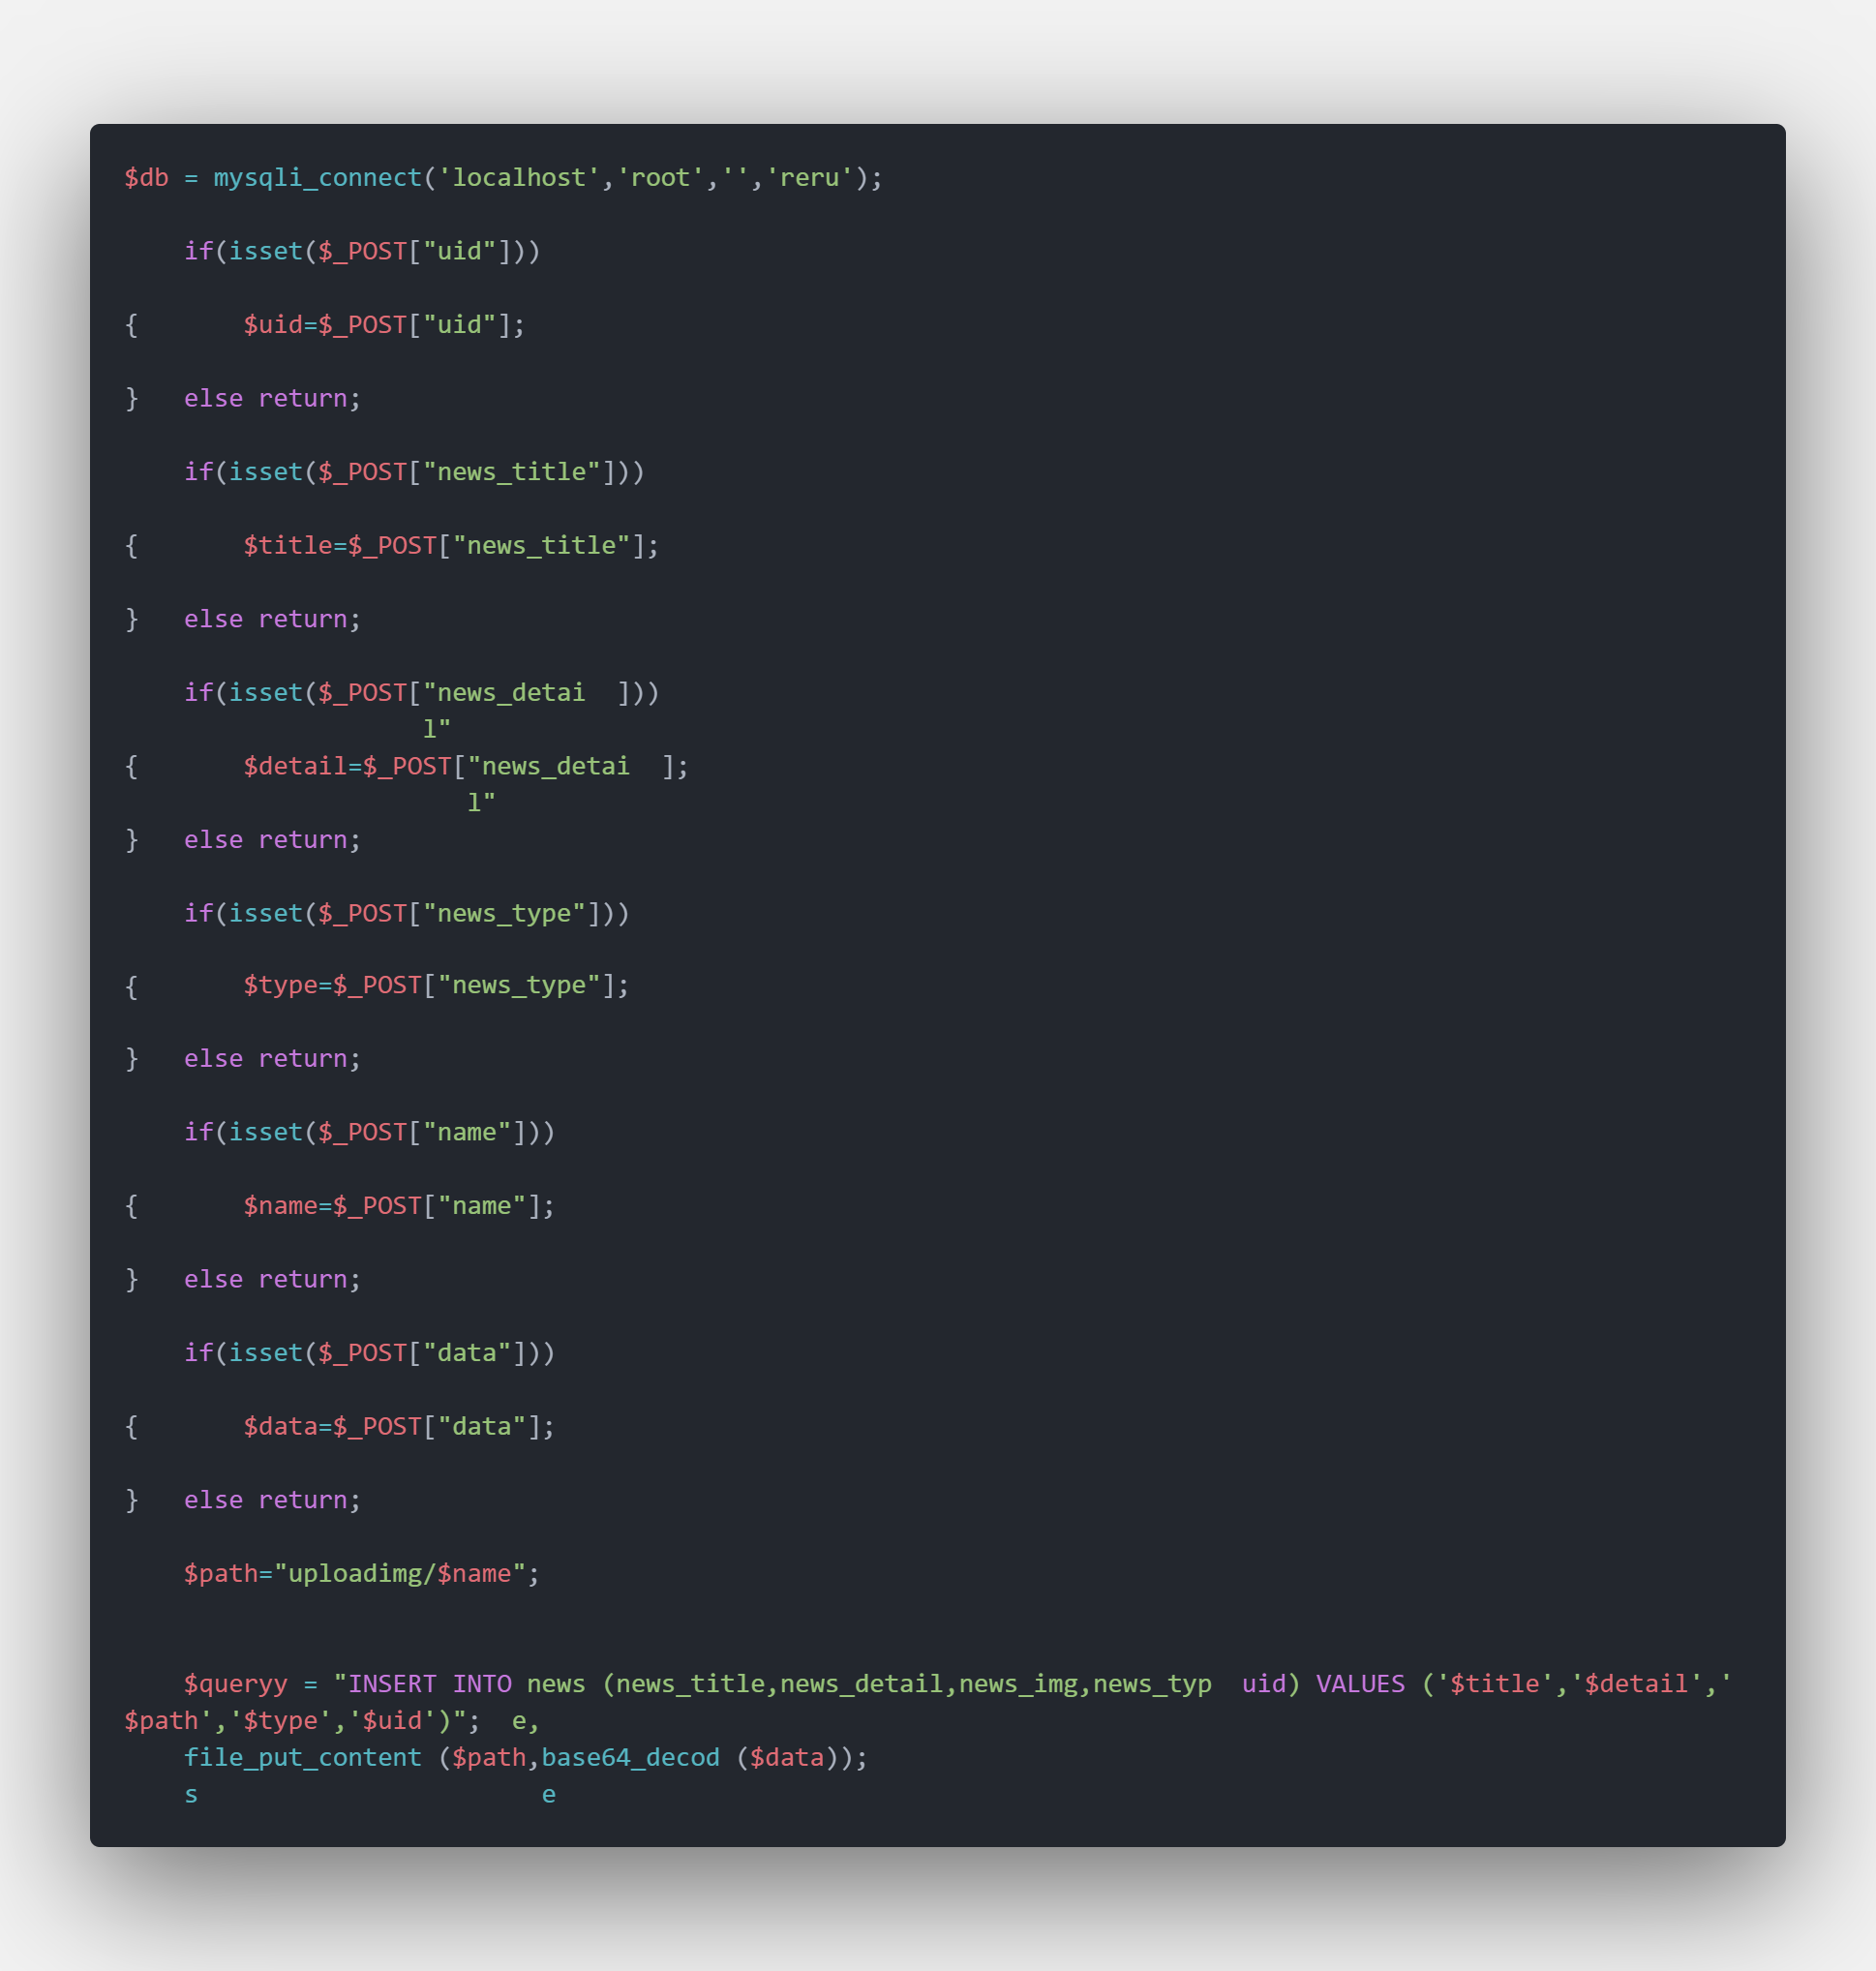 $db = mysqli_connect('localhost','root','','reru');
if(isset($_POST["uid"]))
{       $uid=$_POST["uid"];
}   else return;
if(isset($_POST["news_title"]))
{       $title=$_POST["news_title"];
}   else return;
if(isset($_POST["news_detai  ]))
l"
{       $detail=$_POST["news_detai  ];
l"
}   else return;
if(isset($_POST["news_type"]))
{       $type=$_POST["news_type"];
}   else return;
if(isset($_POST["name"]))
{       $name=$_POST["name"];
}   else return;
if(isset($_POST["data"]))
{       $data=$_POST["data"];
}   else return;
$path="uploadimg/$name";
$queryy = "INSERT INTO news (news_title,news_detail,news_img,news_typ  uid) VALUES ('$title','$detail','
$path','$type','$uid')";  e,
file_put_content ($path,base64_decod ($data));
s                       e